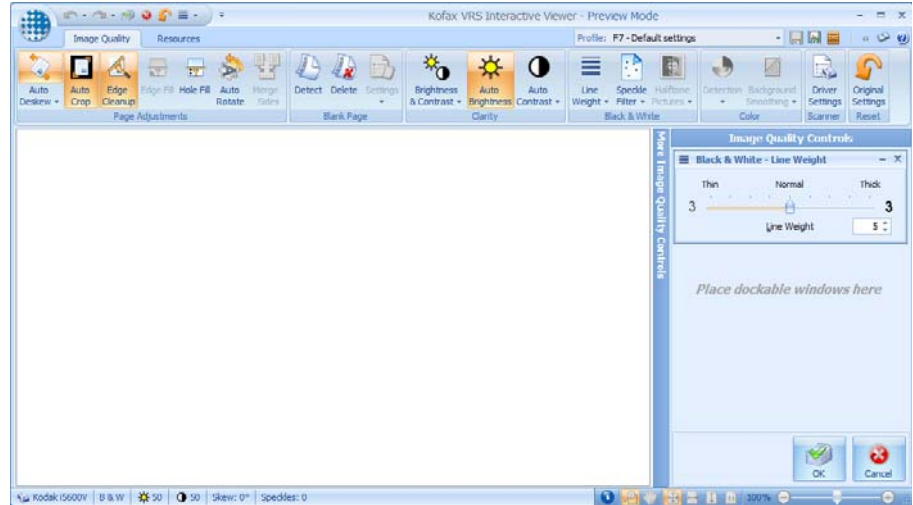 Kofax VRS Interactive Viewer - Preview Mode
Image Quality
Resources
Profile: F7 - Default settings
Auto Deskew
Auto Crop
Edge Cleanup
Edge Fill
Hole Fill
Auto Rotate
Merge Sides
Page Adjustments
Detect
Delete
Settings
Blank Page
Brightness & Contrast
Auto Brightness
Auto Contrast
Clarity
Line Weight
Speckle Filter
Halftone Pictures
Black & White
Detection
Background Smoothing
Color
Driver Settings
Scanner
Original Settings
Reset
More Image Quality Controls
Image Quality Controls
Black & White - Line Weight
Thin Normal Thick
3 3
Line Weight 5
Place dockable windows here
OK
Cancel
Kodak i5600V B & W 50 50 Skew: 0° Speckles: 0 100%